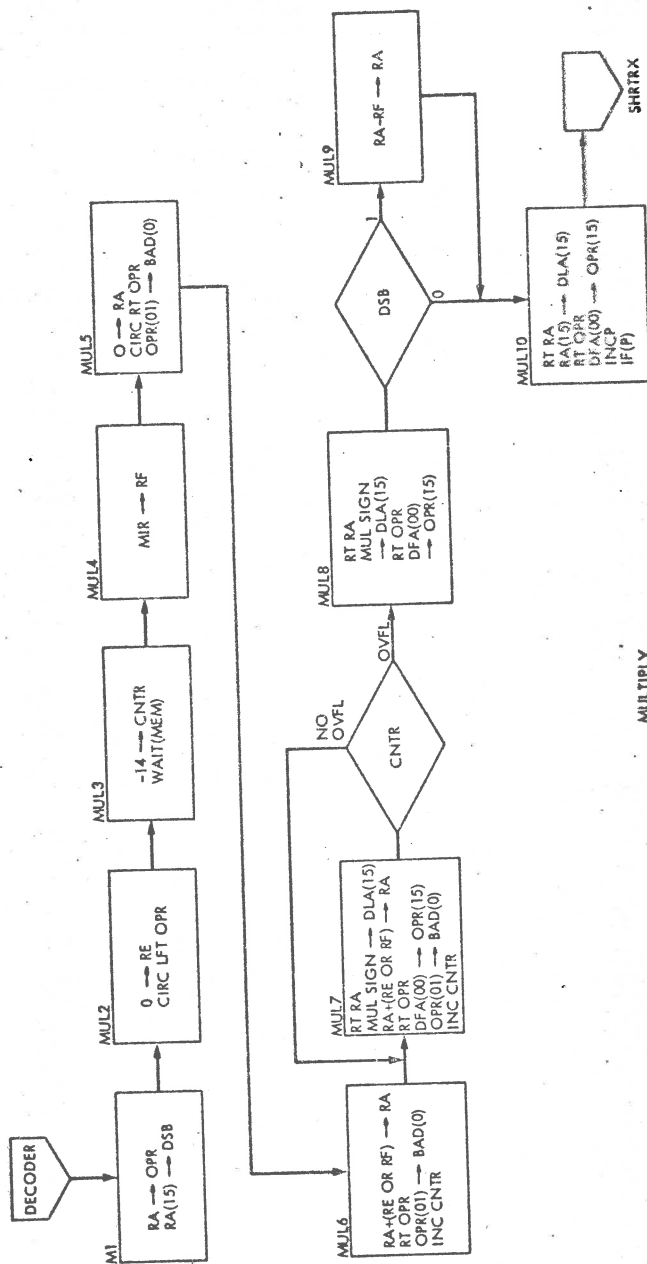 DECODER
M1
RA → OPR
RA(15) → DSB
MUL2
0 → RE
CIRC LFT OPR
MUL3
-14 → CNTR
WAIT(MEM)
MUL4
MIR → RF
MUL5
O → RA
CIRC RT OPR
OPR(01) → BAD(0)
MUL6
RA+(RE OR RF) → RA
RT OPR
OPR(01) → BAD(0)
INC CNTR
MUL7
RT RA
MUL SIGN → DLA(15)
RA+(RE OR RF) → RA
RT OPR
DFA(00) → OPR(15)
OPR(01) → BAD(0)
INC CNTR
CNTR
NO
OVFL
OVFL
MUL8
RT RA
MUL SIGN
→ DLA(15)
RT OPR
DFA(00)
→ OPR(15)
DSB
1
0
MUL9
RA-RF → RA
MUL10
RT RA
RA(15) → DLA(15)
RT OPR
DFA(00) → OPR(15)
INCP
IF(P)
SHRTRX
MULTIPLY